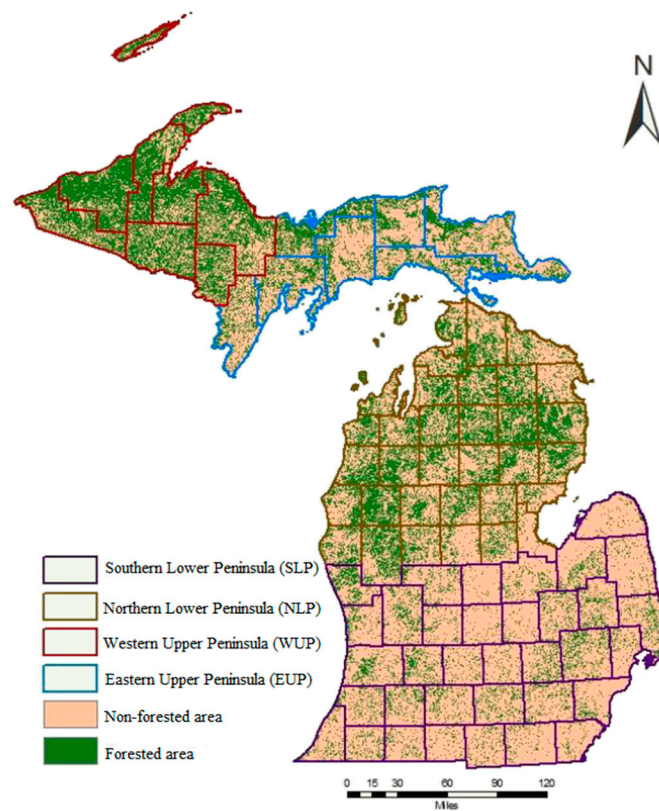 N
Southern Lower Peninsula (SLP)
Northern Lower Peninsula (NLP)
Western Upper Peninsula (WUP)
Eastern Upper Peninsula (EUP)
Non-forested area
Forested area
0 15 30 60 90 120
Miles